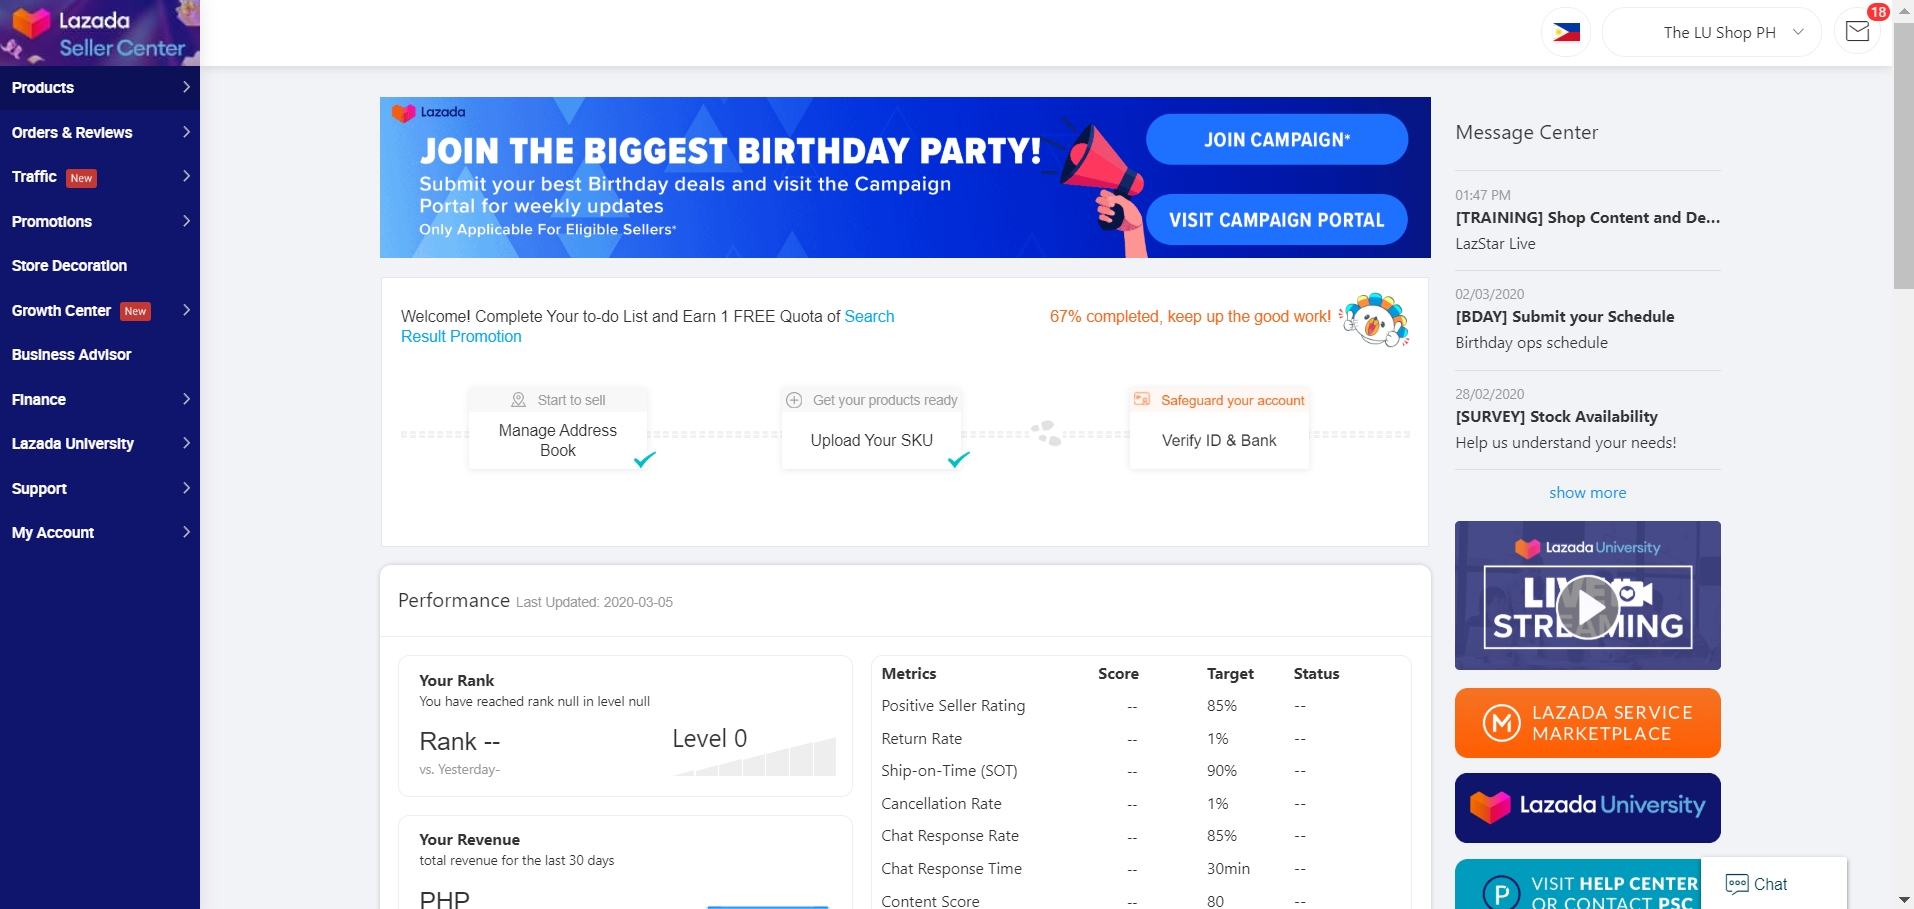 Lazada
Seller Center
Products
Orders & Reviews
Traffic New
Promotions
Store Decoration
Growth Center New
Business Advisor
Finance
Lazada University
Support
My Account
The LU Shop PH
18
Lazada
JOIN THE BIGGEST BIRTHDAY PARTY!
Submit your best Birthday deals and visit the Campaign
Portal for weekly updates
Only Applicable For Eligible Sellers*
JOIN CAMPAIGN*
VISIT CAMPAIGN PORTAL
Welcome! Complete Your to-do List and Earn 1 FREE Quota of Search
Result Promotion
67% completed, keep up the good work!
Start to sell
Manage Address
Book
Get your products ready
Upload Your SKU
Safeguard your account
Verify ID & Bank
Performance Last Updated: 2020-03-05
Your Rank
You have reached rank null in level null
Rank --
vs. Yesterday-
Level 0
Your Revenue
total revenue for the last 30 days
PHP
Metrics Score Target Status
Positive Seller Rating -- 85% --
Return Rate -- 1% --
Ship-on-Time (SOT) -- 90% --
Cancellation Rate -- 1% --
Chat Response Rate -- 85% --
Chat Response Time -- 30min --
Content Score -- 80 --
Message Center
01:47 PM
[TRAINING] Shop Content and De...
LazStar Live
02/03/2020
[BDAY] Submit your Schedule
Birthday ops schedule
28/02/2020
[SURVEY] Stock Availability
Help us understand your needs!
show more
Lazada University
LIVE
STREAMING
LAZADA SERVICE
MARKETPLACE
Lazada University
VISIT HELP CENTER
OR CONTACT PSC
Chat